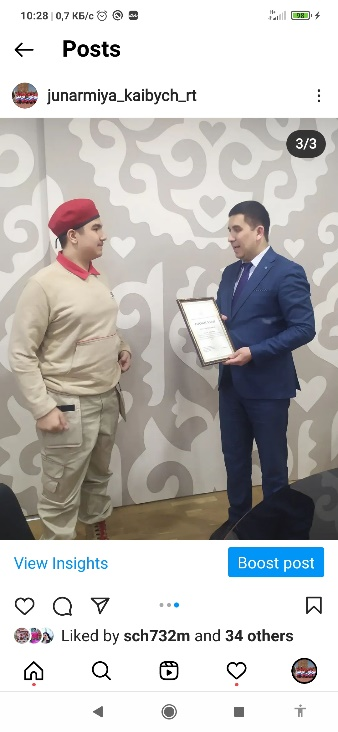 10:28 | 0,7 КБ/с
98
Posts
junarmiya_kaibych_rt
3/3
View Insights
Boost post
Liked by sch732m and 34 others